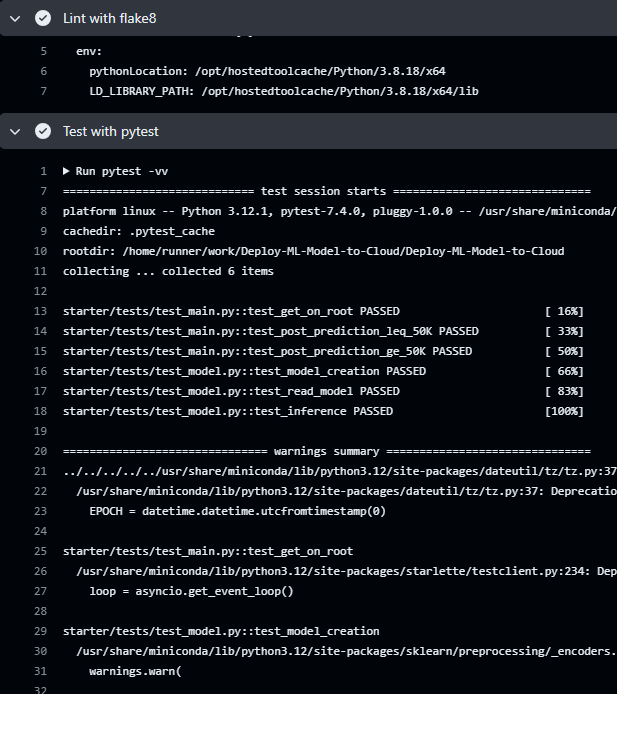 Lint with flake8
5 env:
6 pythonLocation: /opt/hostedtoolcache/Python/3.8.18/x64
7 LD_LIBRARY_PATH: /opt/hostedtoolcache/Python/3.8.18/x64/lib
Test with pytest
1 ▶ Run pytest -vv
7 ============================= test session starts ==============================
8 platform linux -- Python 3.12.1, pytest-7.4.0, pluggy-1.0.0 -- /usr/share/miniconda/
9 cachedir: .pytest_cache
10 rootdir: /home/runner/work/Deploy-ML-Model-to-Cloud/Deploy-ML-Model-to-Cloud
11 collecting ... collected 6 items
12
13 starter/tests/test_main.py::test_get_on_root PASSED [ 16%]
14 starter/tests/test_main.py::test_post_prediction_leq_50K PASSED [ 33%]
15 starter/tests/test_main.py::test_post_prediction_ge_50K PASSED [ 50%]
16 starter/tests/test_model.py::test_model_creation PASSED [ 66%]
17 starter/tests/test_model.py::test_read_model PASSED [ 83%]
18 starter/tests/test_model.py::test_inference PASSED [100%]
19
20 =============================== warnings summary ===============================
21 ../../../../../usr/share/miniconda/lib/python3.12/site-packages/dateutil/tz/tz.py:37
22 /usr/share/miniconda/lib/python3.12/site-packages/dateutil/tz/tz.py:37: Deprecatio
23 EPOCH = datetime.datetime.utcfromtimestamp(0)
24
25 starter/tests/test_main.py::test_get_on_root
26 /usr/share/miniconda/lib/python3.12/site-packages/starlette/testclient.py:234: Dep
27 loop = asyncio.get_event_loop()
28
29 starter/tests/test_model.py::test_model_creation
30 /usr/share/miniconda/lib/python3.12/site-packages/sklearn/preprocessing/_encoders.
31 warnings.warn(
32